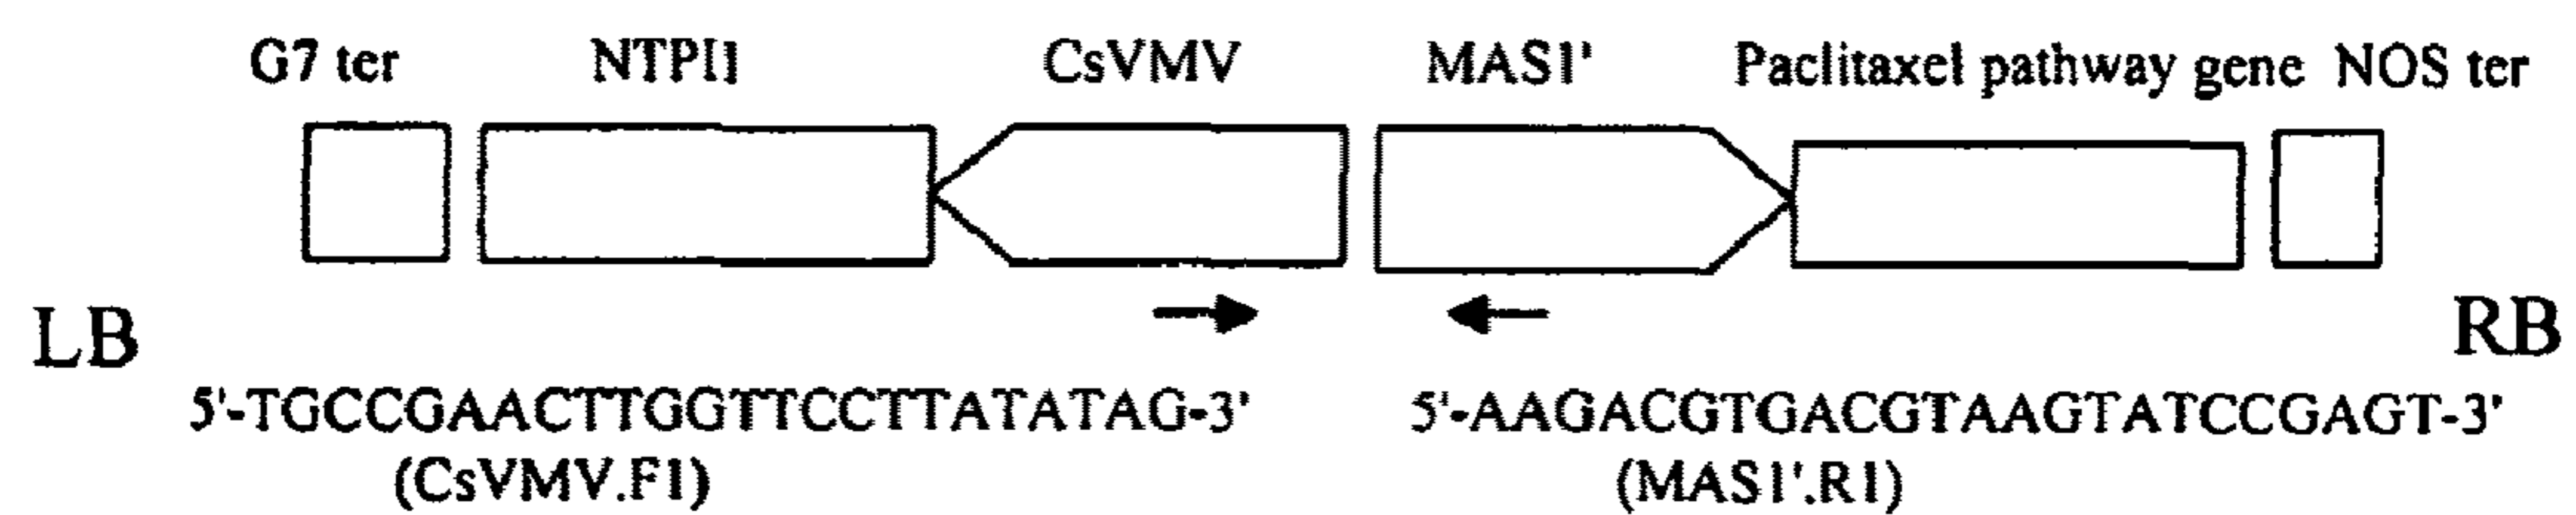 G7 ter NTPII CsVMV MAS1' Paclitaxel pathway gene NOS ter
LB RB
5'-TGCCGAACTTGGTTCCTTATATAG-3' 5'-AAGACGTGACGTAAGTATCCGAGT-3'
(CsVMV.F1) (MAS1'.R1)